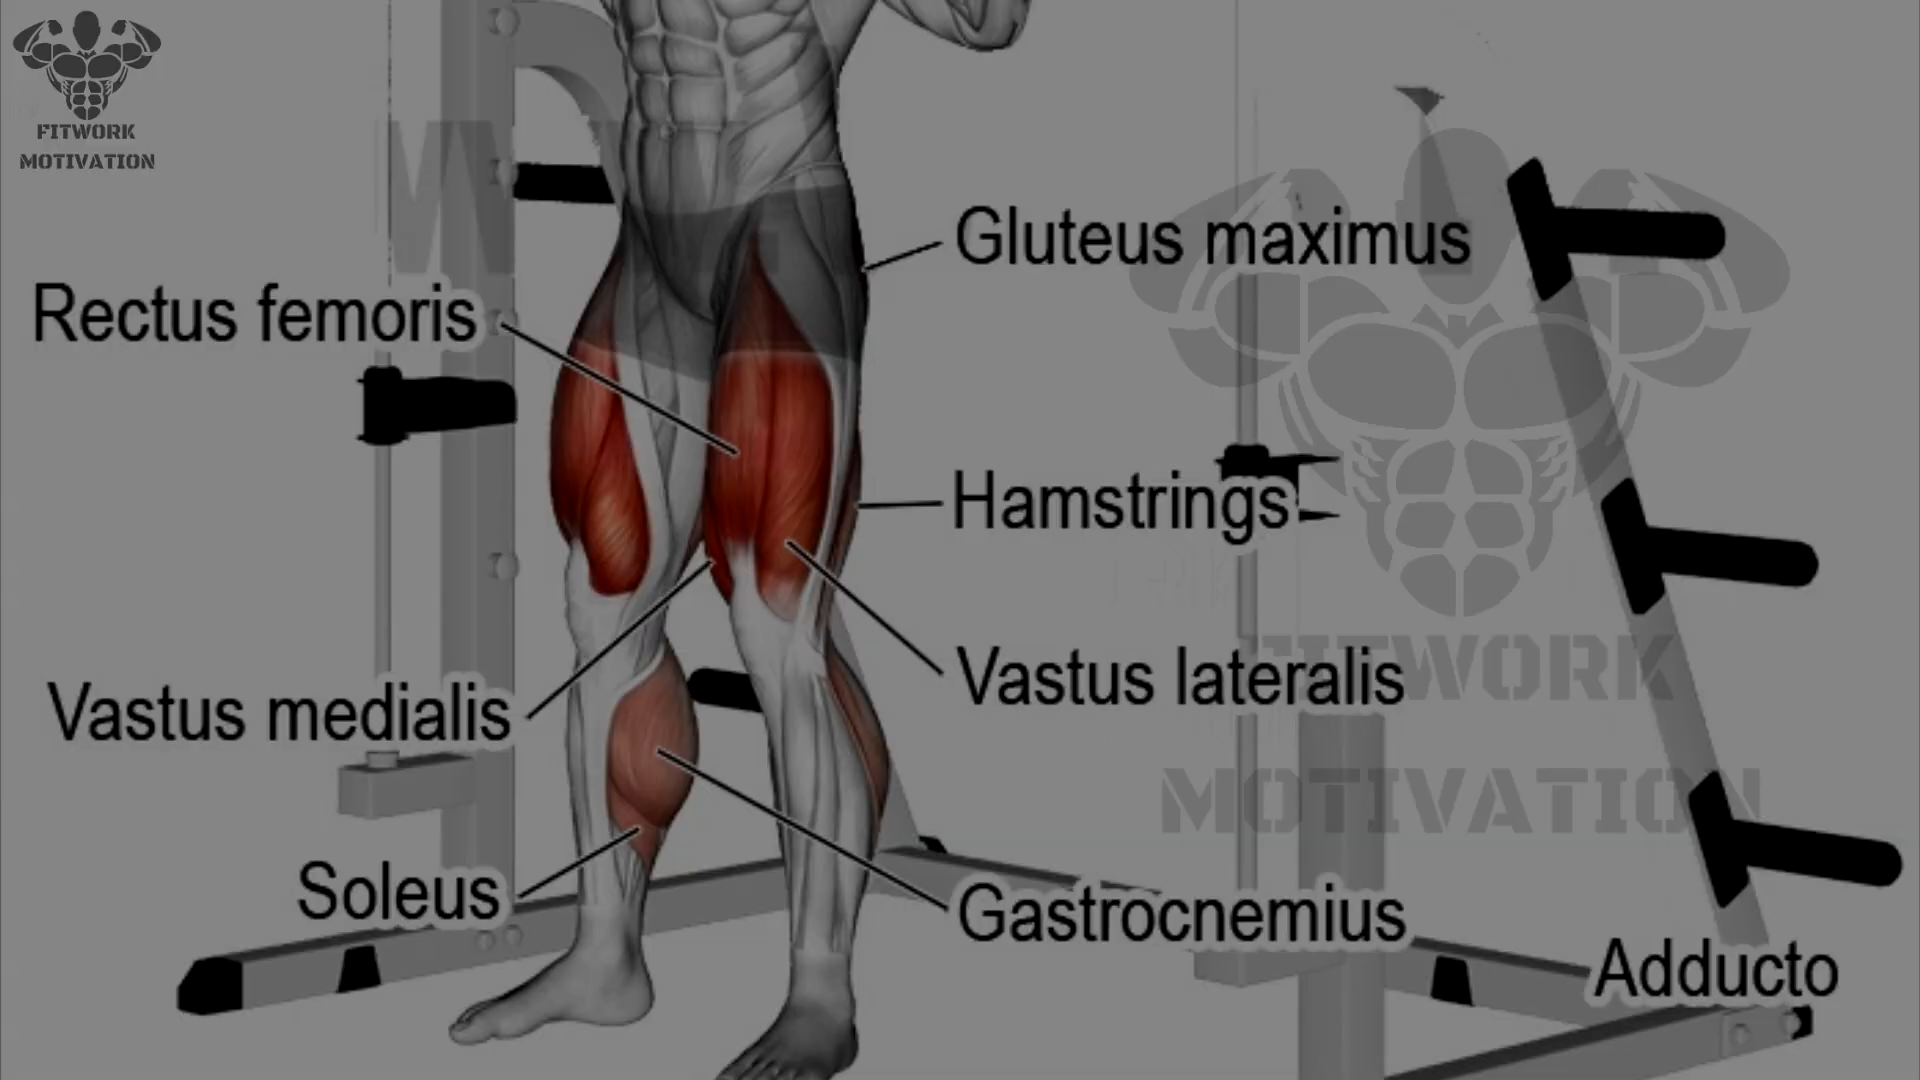 FITWORK
MOTIVATION
Gluteus maximus
Rectus femoris
Hamstrings
Vastus lateralis
Vastus medialis
Soleus
Gastrocnemius
Adducto
FITWORK
MOTIVATION